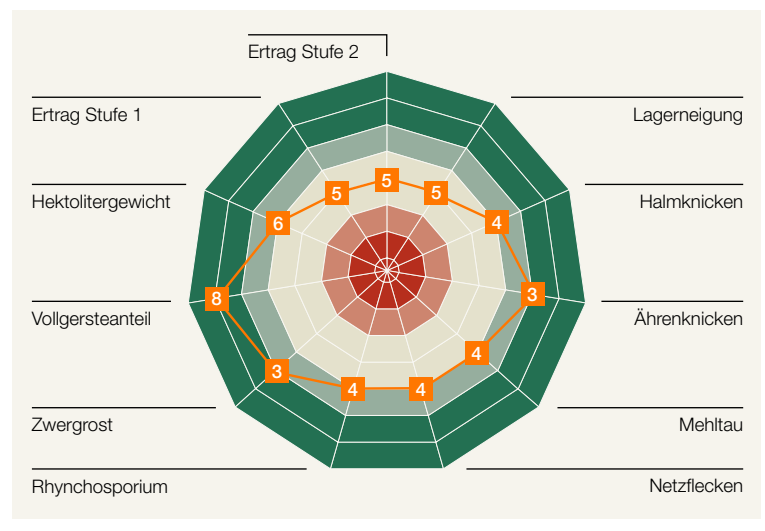 Ertrag Stufe 2
Ertrag Stufe 1
Lagerneigung
5
5
5
Hektolitergewicht
6
4
Halmknicken
8
3
Vollgersteanteil
Ährenknicken
3
4
4
4
Zwergrost
Mehltau
Rhynchosporium
Netzflecken